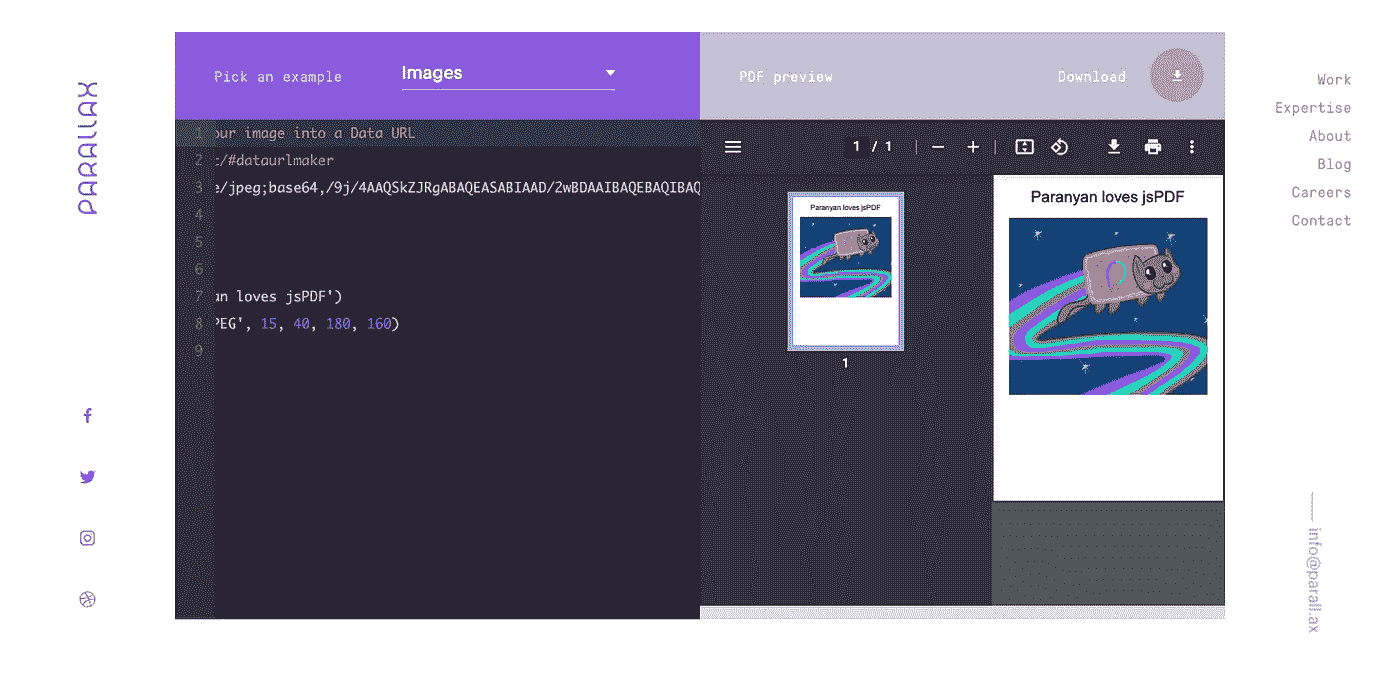 PARALLAX
Pick an example
Images
PDF preview
Download
1 our image into a Data URL
2 :/#dataurlmaker
3 e/jpeg;base64,/9j/4AAQSkZJRgABAQEASABIAAD/2wBDAAIBAQEBAQIBAQ
4
5
6
7 an loves jsPDF')
8 PEG', 15, 40, 180, 160)
9
1 / 1
Paranyan loves jsPDF
1
Paranyan loves jsPDF
Work
Expertise
About
Blog
Careers
Contact
info@parall.ax